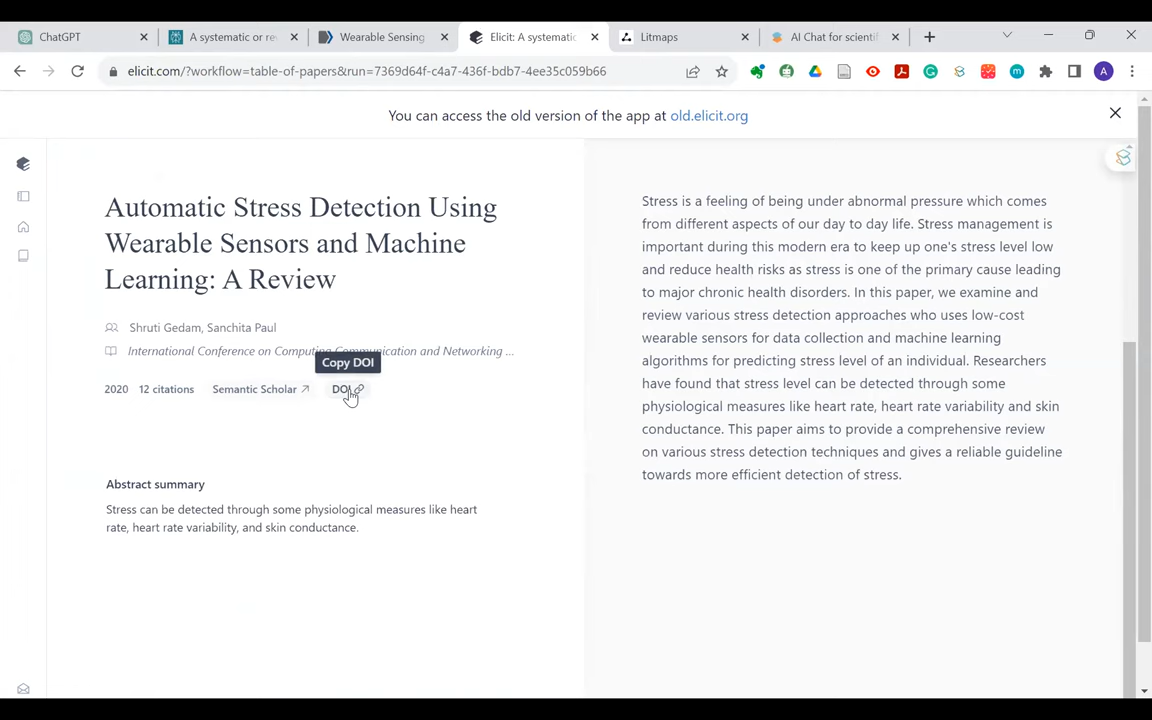 ChatGPT
A systematic or re
Wearable Sensing
Elicit: A systematic
Litmaps
AI Chat for scientif
elicit.com/?workflow=table-of-papers&run=7369d64f-c4a7-436f-bdb7-4ee35c059b66
A
You can access the old version of the app at old.elicit.org
Automatic Stress Detection Using
Wearable Sensors and Machine
Learning: A Review
Shruti Gedam, Sanchita Paul
International Conference on Computing Communication and Networking ...
Copy DOI
2020 12 citations Semantic Scholar DOI
Abstract summary
Stress can be detected through some physiological measures like heart
rate, heart rate variability, and skin conductance.
Stress is a feeling of being under abnormal pressure which comes
from different aspects of our day to day life. Stress management is
important during this modern era to keep up one's stress level low
and reduce health risks as stress is one of the primary cause leading
to major chronic health disorders. In this paper, we examine and
review various stress detection approaches who uses low-cost
wearable sensors for data collection and machine learning
algorithms for predicting stress level of an individual. Researchers
have found that stress level can be detected through some
physiological measures like heart rate, heart rate variability and skin
conductance. This paper aims to provide a comprehensive review
on various stress detection techniques and gives a reliable guideline
towards more efficient detection of stress.